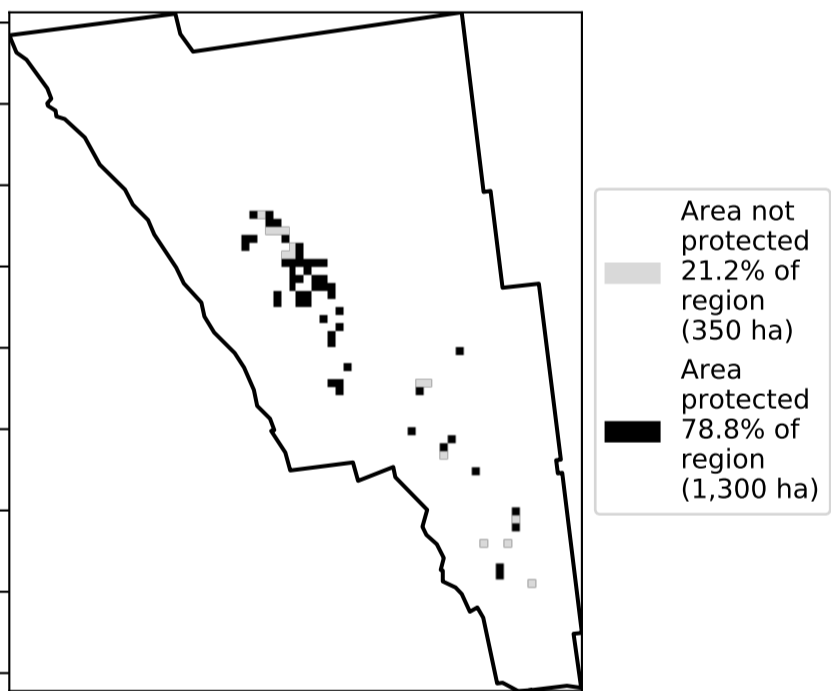 Area not
protected
21.2% of
region
(350 ha)
Area
protected
78.8% of
region
(1,300 ha)